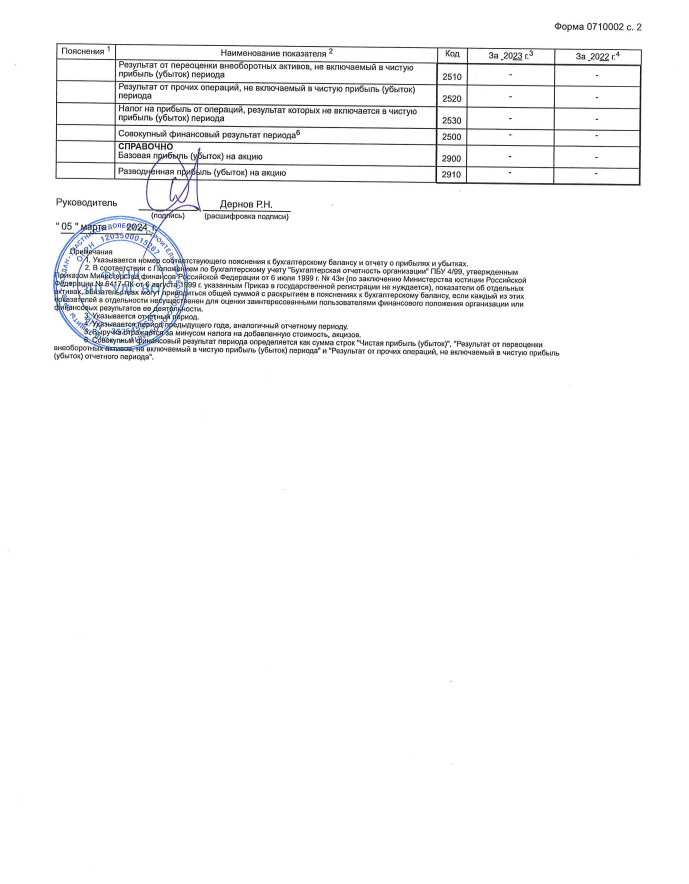 Форма 0710002 с. 2
Пояснения 1 Наименование показателя 2 Код За 2023 г.3 За 2022 г.4
Результат от переоценки внеоборотных активов, не включаемый в чистую
прибыль (убыток) периода 2510 - -
Результат от прочих операций, не включаемый в чистую прибыль (убыток)
периода 2520 - -
Налог на прибыль от операций, результат которых не включается в чистую
прибыль (убыток) периода 2530 - -
Совокупный финансовый результат периода6 2500 - -
СПРАВОЧНО
Базовая прибыль (убыток) на акцию 2900 - -
Разводненная прибыль (убыток) на акцию 2910 - -
Руководитель Дернов Р.Н.
(подпись) (расшифровка подписи)
" 05 " марта 2024 г.
Примечания
1. Указывается номер соответствующего пояснения к бухгалтерскому балансу и отчету о прибылях и убытках.
2. В соответствии с Положением по бухгалтерскому учету "Бухгалтерская отчетность организации" ПБУ 4/99, утвержденным
Приказом Министерства финансов Российской Федерации от 6 июля 1999 г. № 43н (по заключению Министерства юстиции Российской
Федерации № 6417-ПК от 6 августа 1999 г. указанным Приказ в государственной регистрации не нуждается), показатели об отдельных
активах, обязательствах могут приводиться общей суммой с раскрытием в пояснениях к бухгалтерскому балансу, если каждый из этих
показателей в отдельности несущественен для оценки заинтересованными пользователями финансового положения организации или
финансовых результатов ее деятельности.
3. Указывается отчетный период.
4. Указывается период предыдущего года, аналогичный отчетному периоду.
5. Выручка отражается за минусом налога на добавленную стоимость, акцизов.
6. Совокупный финансовый результат периода определяется как сумма строк "Чистая прибыль (убыток)", "Результат от переоценки
внеоборотных активов, не включаемый в чистую прибыль (убыток) периода" и "Результат от прочих операций, не включаемый в чистую прибыль
(убыток) отчетного периода".